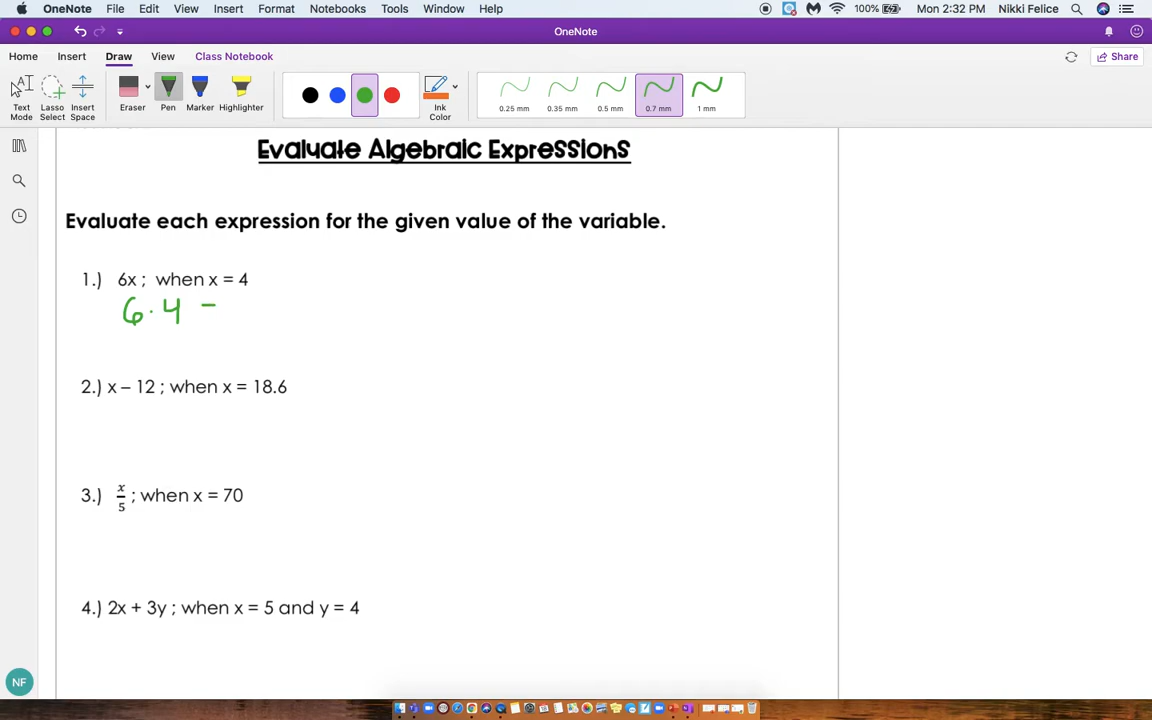 OneNote File Edit View Insert Format Notebooks Tools Window Help 100% Mon 2:32 PM Nikki Felice
OneNote
Home Insert Draw View Class Notebook Share
Text Mode Lasso Select Insert Space Eraser Pen Marker Highlighter Ink Color 0.25 mm 0.35 mm 0.5 mm 0.7 mm 1 mm
Evaluate Algebraic Expressions
Evaluate each expression for the given value of the variable.
1.) 6x ; when x = 4
6 · 4 –
2.) x – 12 ; when x = 18.6
3.) x/5 ; when x = 70
4.) 2x + 3y ; when x = 5 and y = 4
NF